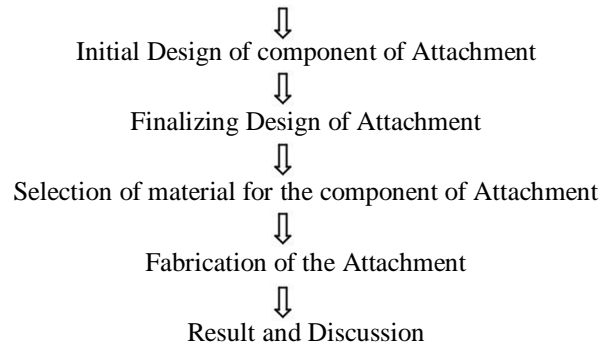 Initial Design of component of Attachment
Finalizing Design of Attachment
Selection of material for the component of Attachment
Fabrication of the Attachment
Result and Discussion